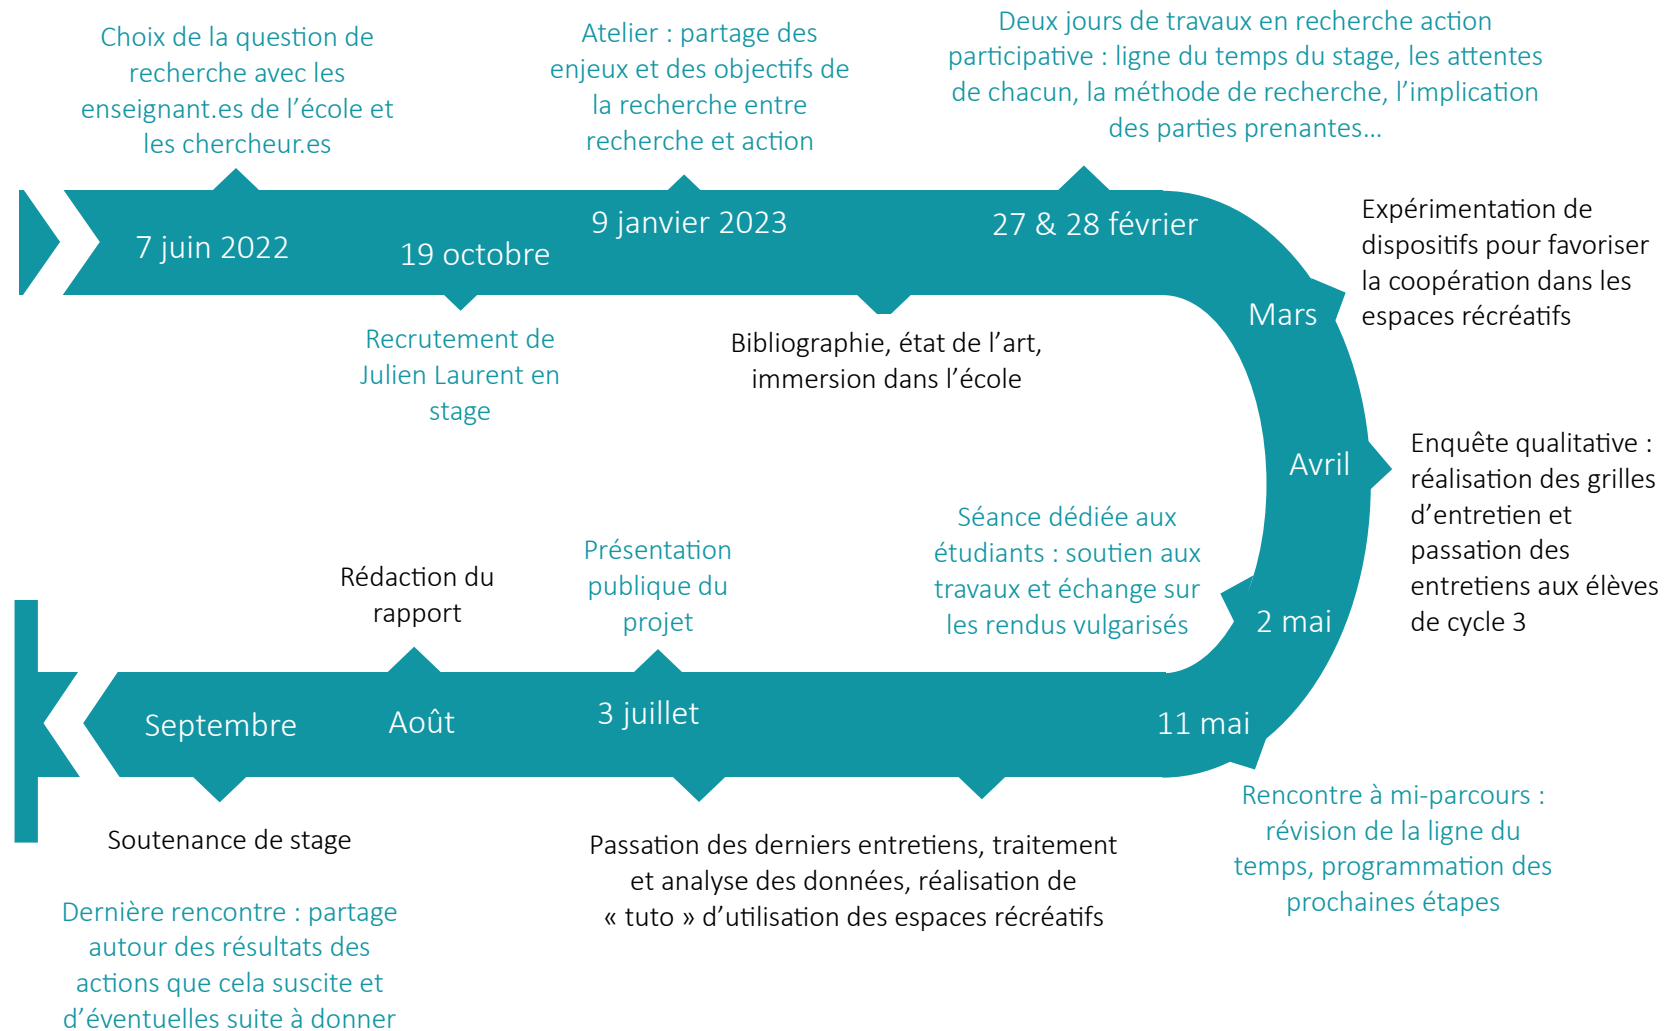 Choix de la question de
recherche avec les
enseignant.es de l'école et
les chercheur.es
Atelier : partage des
enjeux et des objectifs de
la recherche entre
recherche et action
Deux jours de travaux en recherche action
participative : ligne du temps du stage, les attentes
de chacun, la méthode de recherche, l'implication
des parties prenantes...
7 juin 2022
19 octobre
9 janvier 2023
27 & 28 février
Recrutement de
Julien Laurent en
stage
Bibliographie, état de l'art,
immersion dans l'école
Mars
Expérimentation de
dispositifs pour favoriser
la coopération dans les
espaces récréatifs
Avril
Enquête qualitative :
réalisation des grilles
d'entretien et
passation des
entretiens aux élèves
de cycle 3
Séance dédiée aux
étudiants : soutien aux
travaux et échange sur
les rendus vulgarisés
2 mai
11 mai
Rencontre à mi-parcours :
révision de la ligne du
temps, programmation des
prochaines étapes
Présentation
publique du
projet
3 juillet
Passation des derniers entretiens, traitement
et analyse des données, réalisation de
« tuto » d'utilisation des espaces récréatifs
Rédaction du
rapport
Août
Septembre
Soutenance de stage
Dernière rencontre : partage
autour des résultats des
actions que cela suscite et
d'éventuelles suite à donner